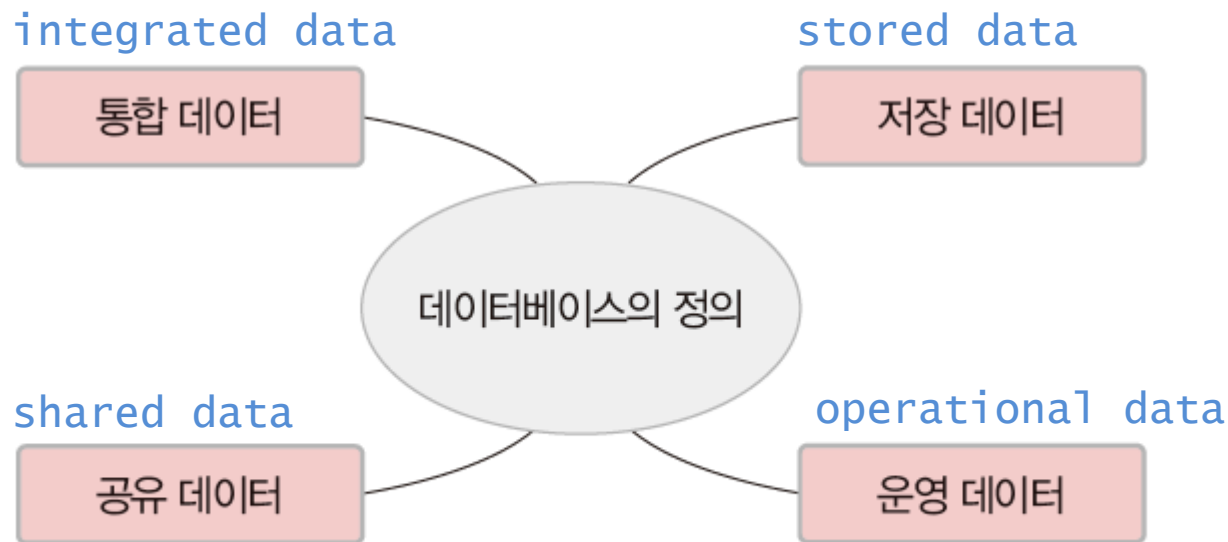 integrated data
통합 데이터
stored data
저장 데이터
데이터베이스의 정의
shared data
공유 데이터
operational data
운영 데이터